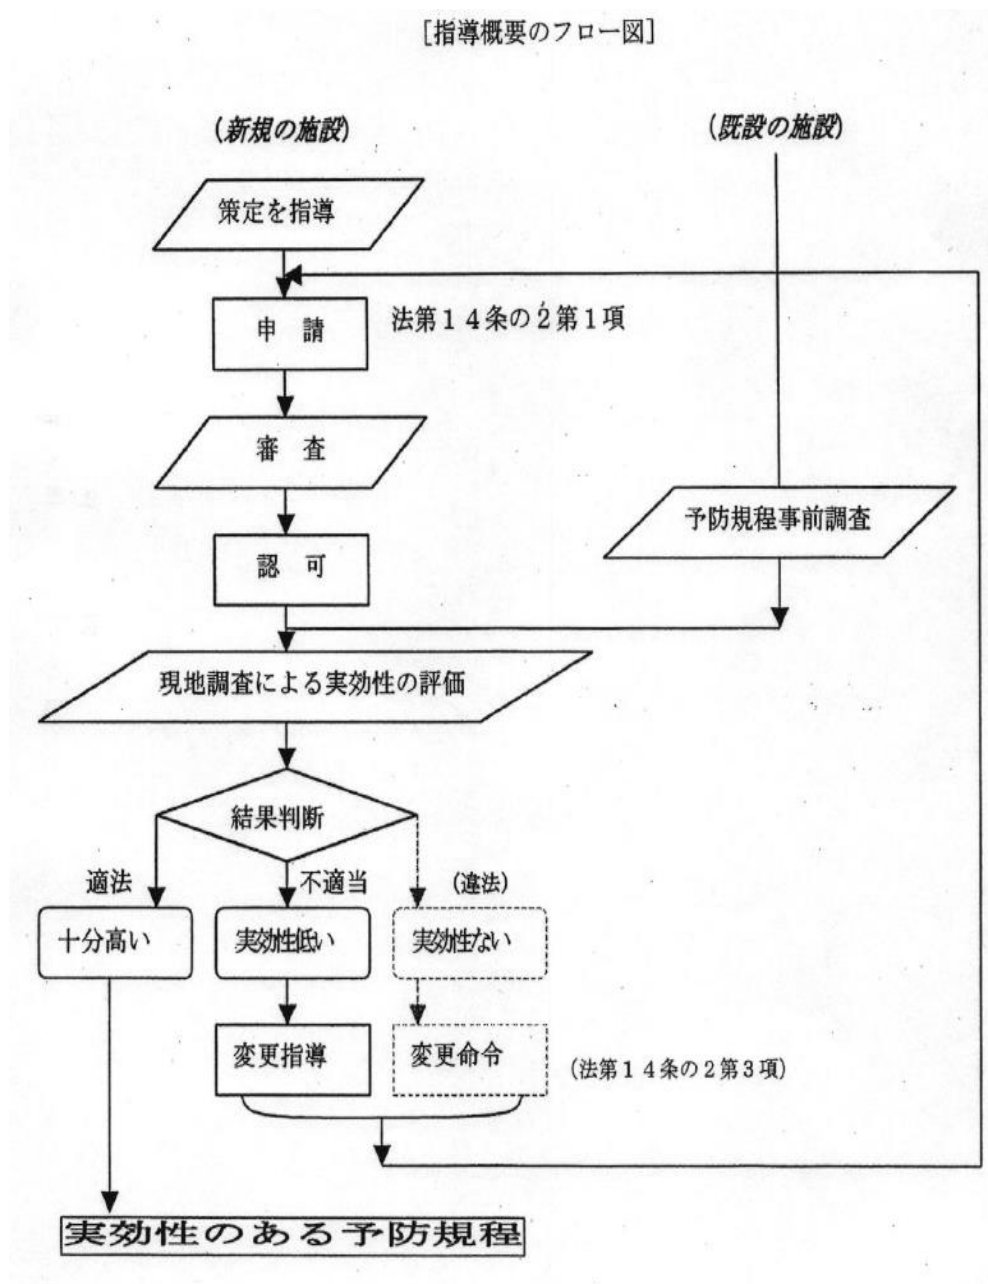 [指導概要のフロー図]
(新規の施設)
(既設の施設)
策定を指導
申 請
法第14条の2第1項
審 査
予防規程事前調査
認 可
現地調査による実効性の評価
結果判断
適法
不適当
(違法)
十分高い
実効性低い
実効性ない
変更指導
変更命令
(法第14条の2第3項)
実効性のある予防規程